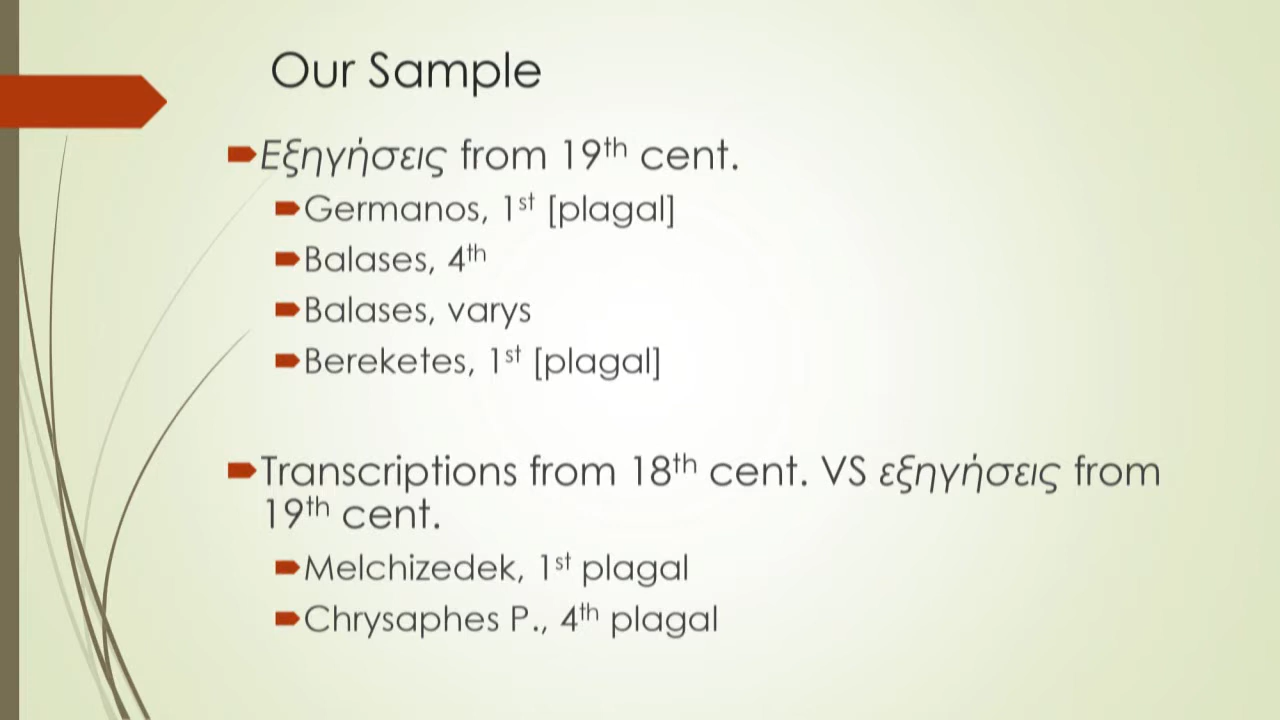 Our Sample
Εξηγήσεις from 19th cent.
Germanos, 1st [plagal]
Balases, 4th
Balases, varys
Bereketes, 1st [plagal]
Transcriptions from 18th cent. VS εξηγήσεις from
19th cent.
Melchizedek, 1st plagal
Chrysaphes P., 4th plagal